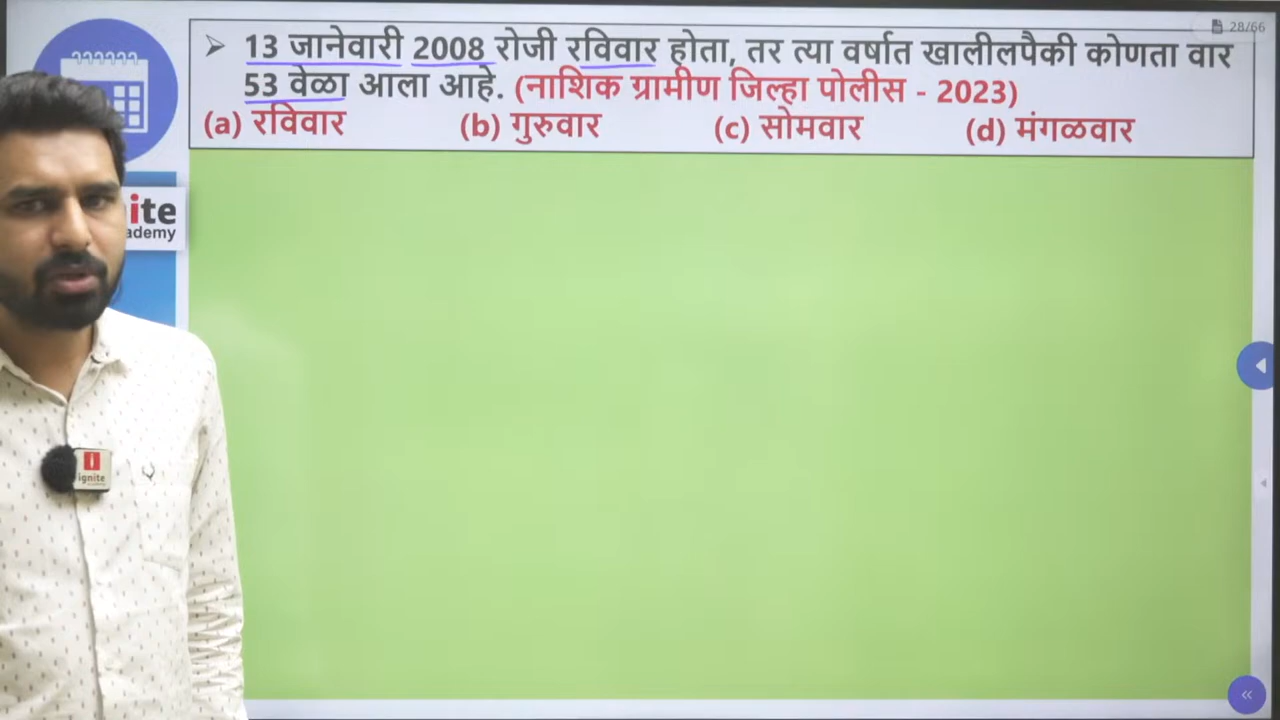 28/66
➤ 13 जानेवारी 2008 रोजी रविवार होता, तर त्या वर्षात खालीलपैकी कोणता वार
53 वेळा आला आहे. (नाशिक ग्रामीण जिल्हा पोलीस - 2023)
(a) रविवार (b) गुरुवार (c) सोमवार (d) मंगळवार
ite
ademy
ignite